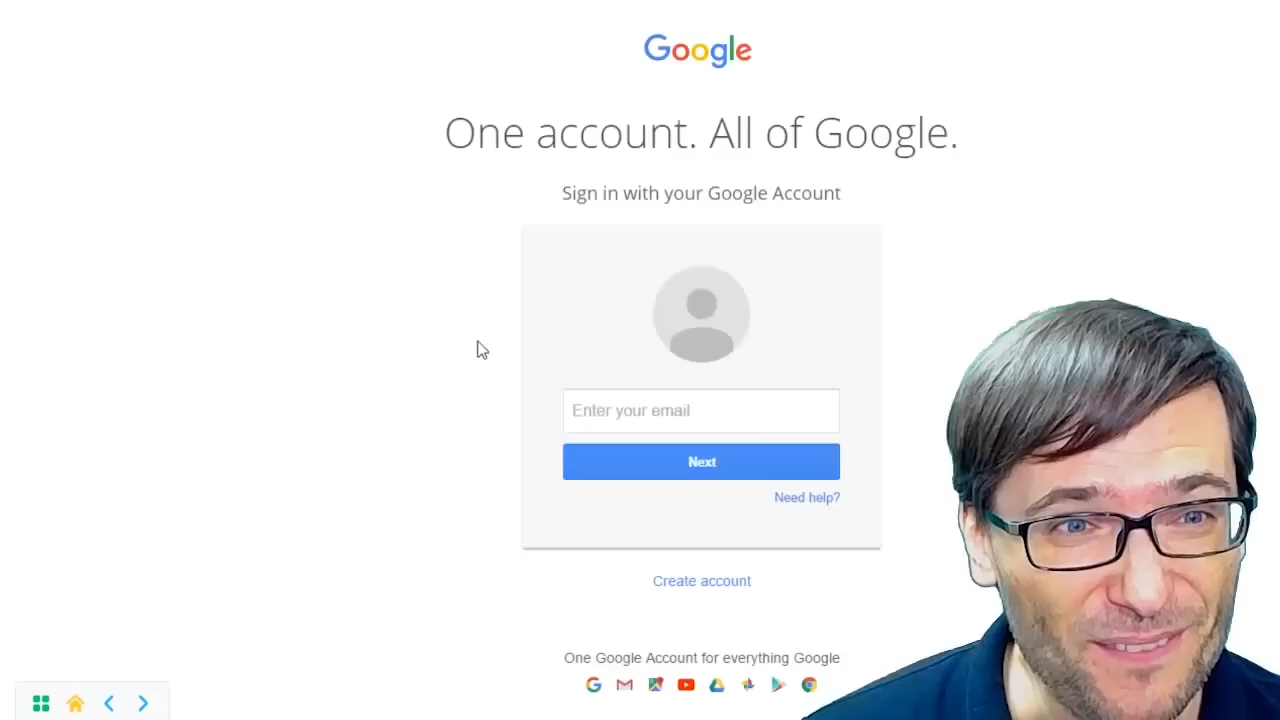 Google
One account. All of Google.
Sign in with your Google Account
Enter your email
Next
Need help?
Create account
One Google Account for everything Google